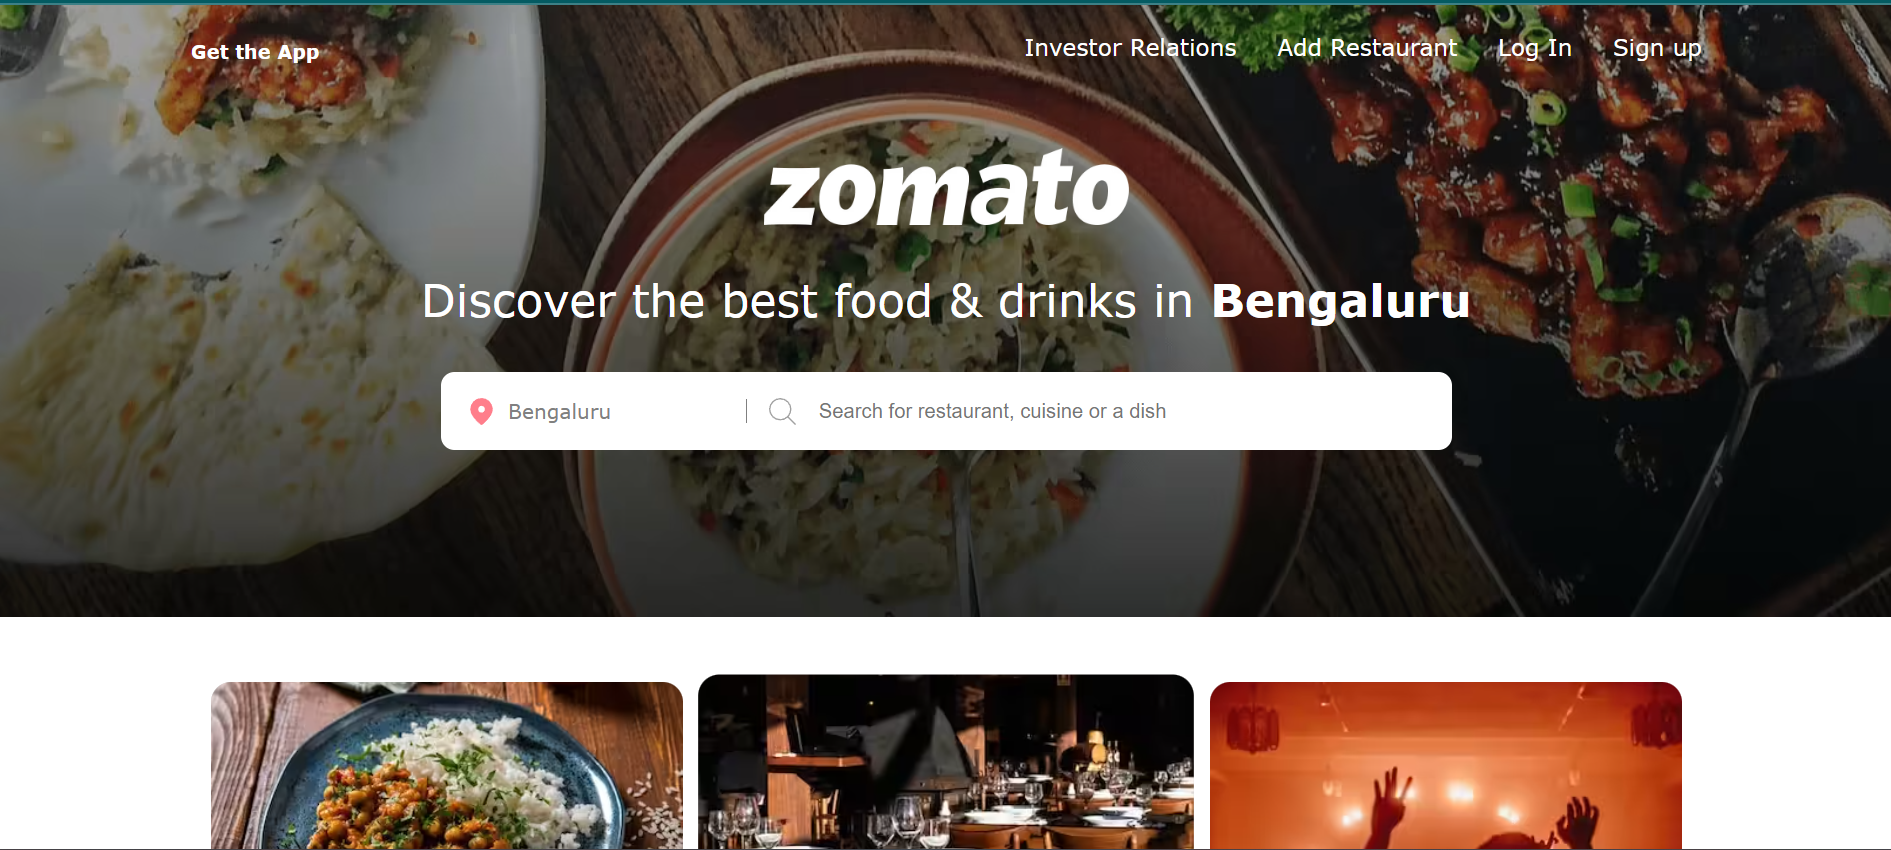 Get the App
Investor Relations
Add Restaurant
Log In
Sign up
zomato
Discover the best food & drinks in Bengaluru
Bengaluru
Search for restaurant, cuisine or a dish